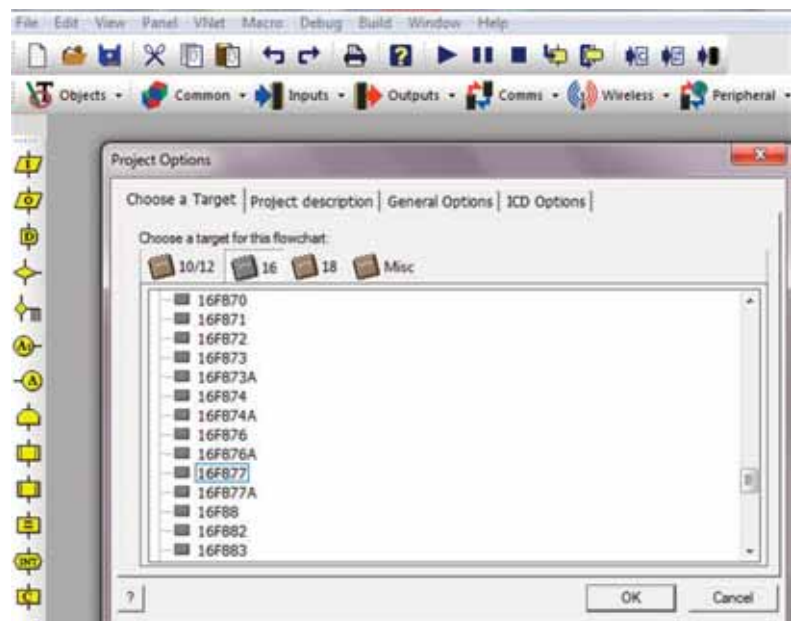 File Edit View Panel VNet Macro Debug Build Window Help
Objects Common Inputs Outputs Comms Wireless Peripheral
Project Options
Choose a Target Project description General Options ICD Options
Choose a target for this flowchart:
10/12 16 18 Misc
16F870
16F871
16F872
16F873
16F873A
16F874
16F874A
16F876
16F876A
16F877
16F877A
16F88
16F882
16F883
I
O
D
A
A
=
INT
C
? OK Cancel